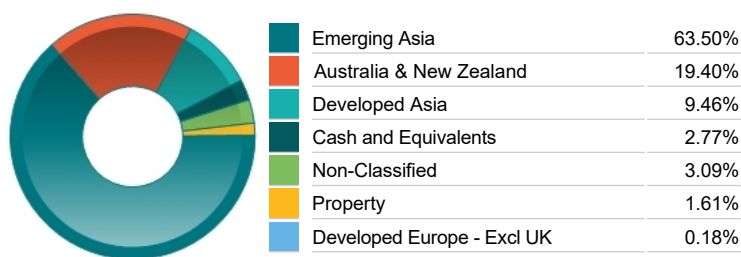 Emerging Asia 63.50%
Australia & New Zealand 19.40%
Developed Asia 9.46%
Cash and Equivalents 2.77%
Non-Classified 3.09%
Property 1.61%
Developed Europe - Excl UK 0.18%